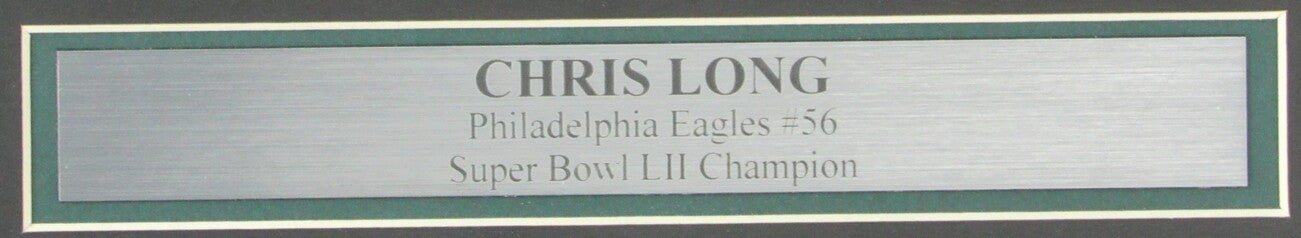 CHRIS LONG
Philadelphia Eagles #56
Super Bowl LII Champion